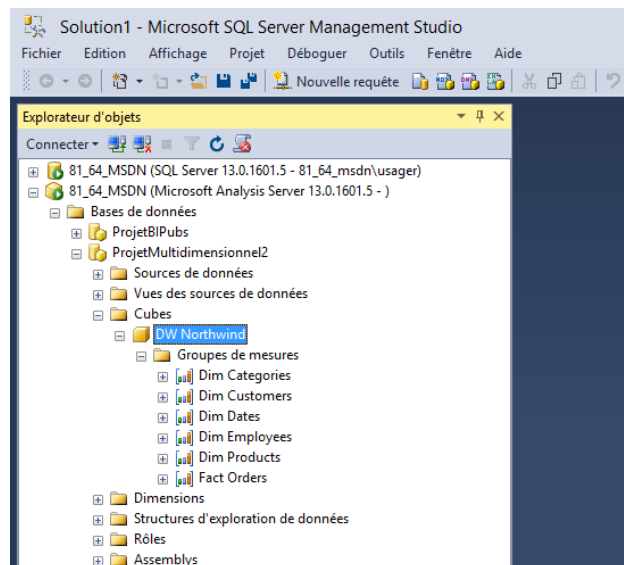 Solution1 - Microsoft SQL Server Management Studio
Fichier Edition Affichage Projet Déboguer Outils Fenêtre Aide
Nouvelle requête
Explorateur d'objets
Connecter
81_64_MSDN (SQL Server 13.0.1601.5 - 81_64_msdn\usager)
81_64_MSDN (Microsoft Analysis Server 13.0.1601.5 - )
Bases de données
ProjetBIPubs
ProjetMultidimensionnel2
Sources de données
Vues des sources de données
Cubes
DW Northwind
Groupes de mesures
Dim Categories
Dim Customers
Dim Dates
Dim Employees
Dim Products
Fact Orders
Dimensions
Structures d'exploration de données
Rôles
Assemblys